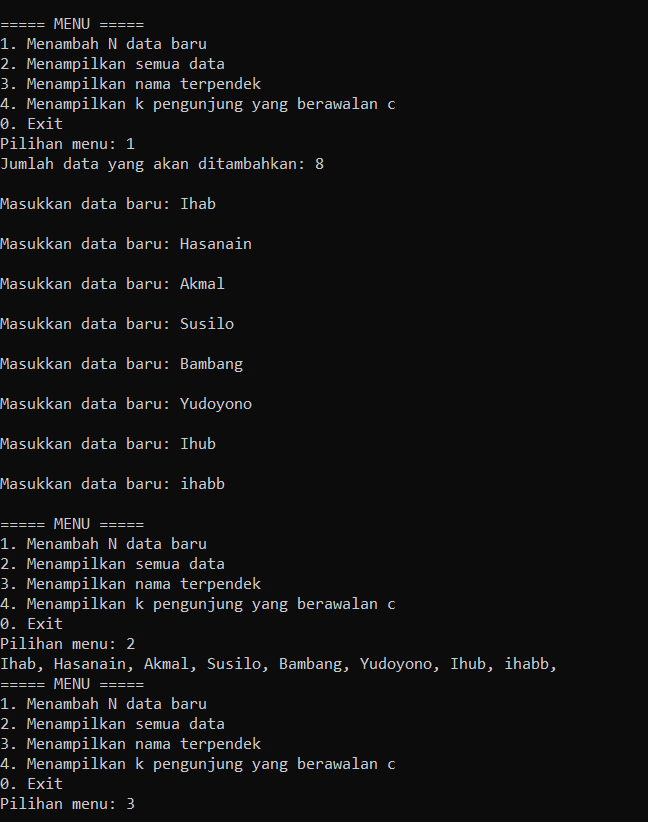 ===== MENU =====
1. Menambah N data baru
2. Menampilkan semua data
3. Menampilkan nama terpendek
4. Menampilkan k pengunjung yang berawalan c
0. Exit
Pilihan menu: 1
Jumlah data yang akan ditambahkan: 8
Masukkan data baru: Ihab
Masukkan data baru: Hasanain
Masukkan data baru: Akmal
Masukkan data baru: Susilo
Masukkan data baru: Bambang
Masukkan data baru: Yudoyono
Masukkan data baru: Ihub
Masukkan data baru: ihabb
===== MENU =====
1. Menambah N data baru
2. Menampilkan semua data
3. Menampilkan nama terpendek
4. Menampilkan k pengunjung yang berawalan c
0. Exit
Pilihan menu: 2
Ihab, Hasanain, Akmal, Susilo, Bambang, Yudoyono, Ihub, ihabb,
===== MENU =====
1. Menambah N data baru
2. Menampilkan semua data
3. Menampilkan nama terpendek
4. Menampilkan k pengunjung yang berawalan c
0. Exit
Pilihan menu: 3